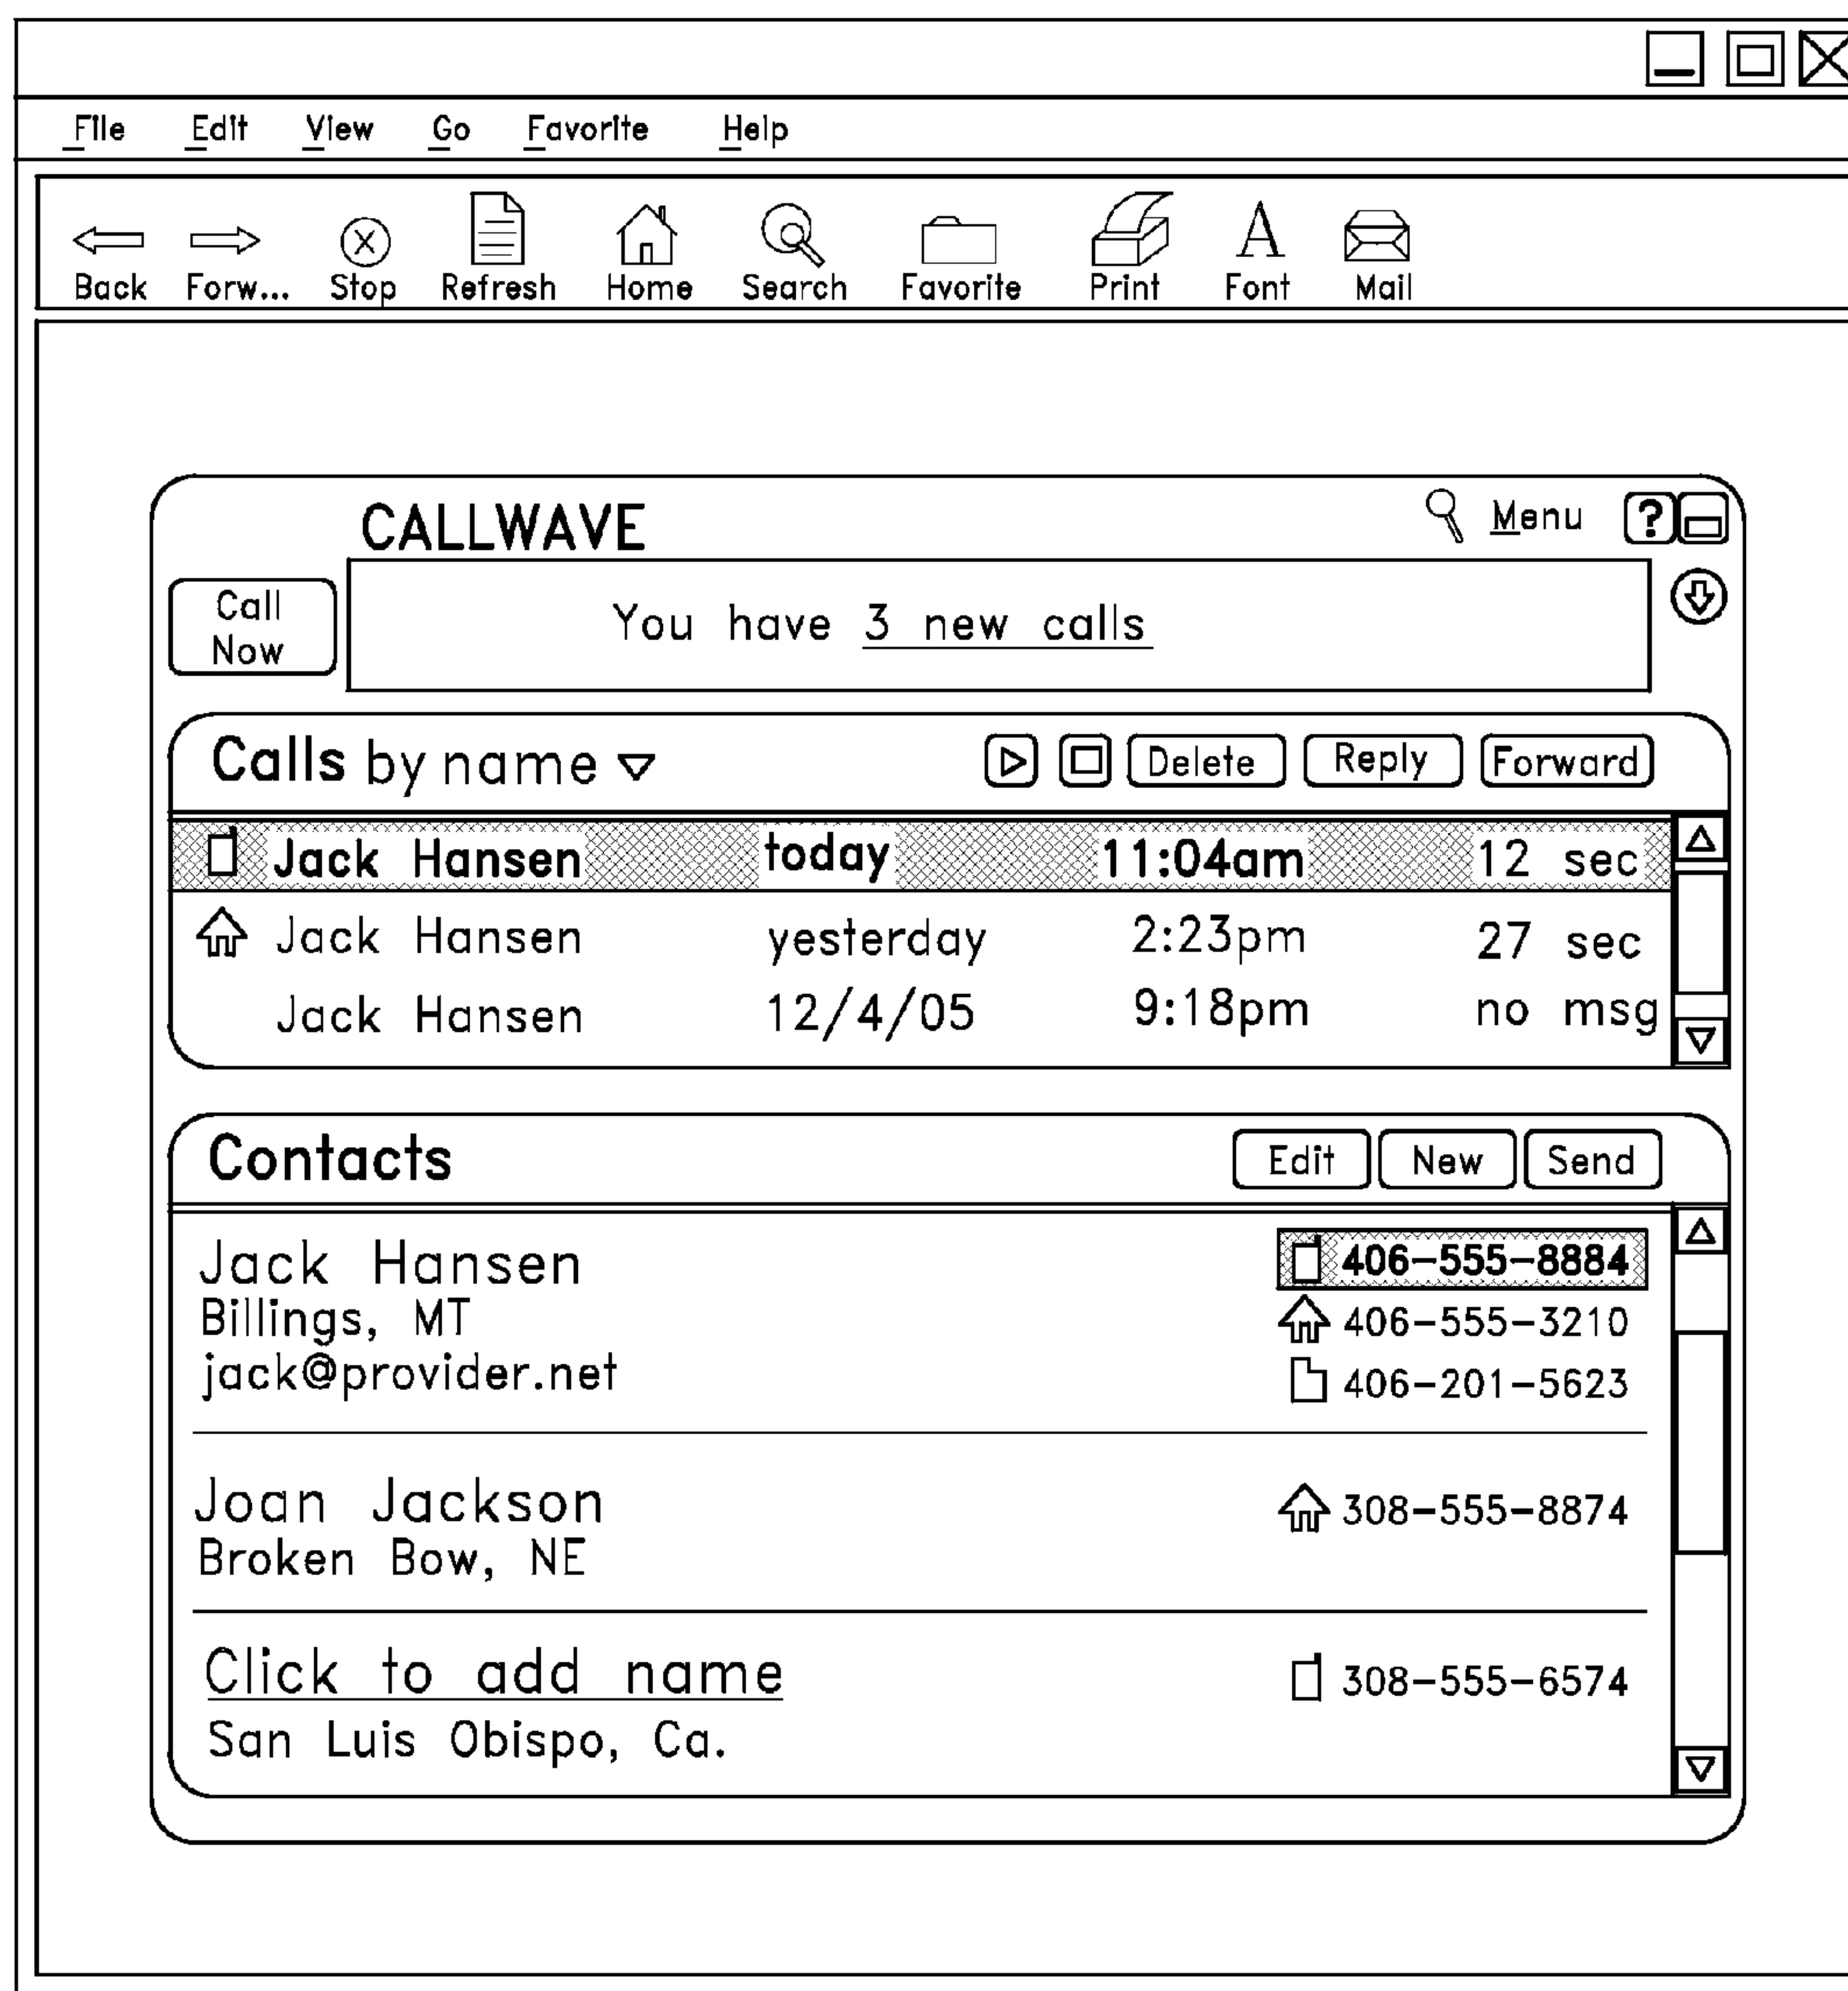 File Edit View Go Favorite Help
Back Forw... Stop Refresh Home Search Favorite Print Font Mail
CALLWAVE Menu ?
Call
Now
You have 3 new calls
Calls by name Delete Reply Forward
Jack Hansen today 11:04am 12 sec
Jack Hansen yesterday 2:23pm 27 sec
Jack Hansen 12/4/05 9:18pm no msg
Contacts Edit New Send
Jack Hansen 406-555-8884
Billings, MT 406-555-3210
jack@provider.net 406-201-5623
Joan Jackson 308-555-8874
Broken Bow, NE
Click to add name 308-555-6574
San Luis Obispo, Ca.